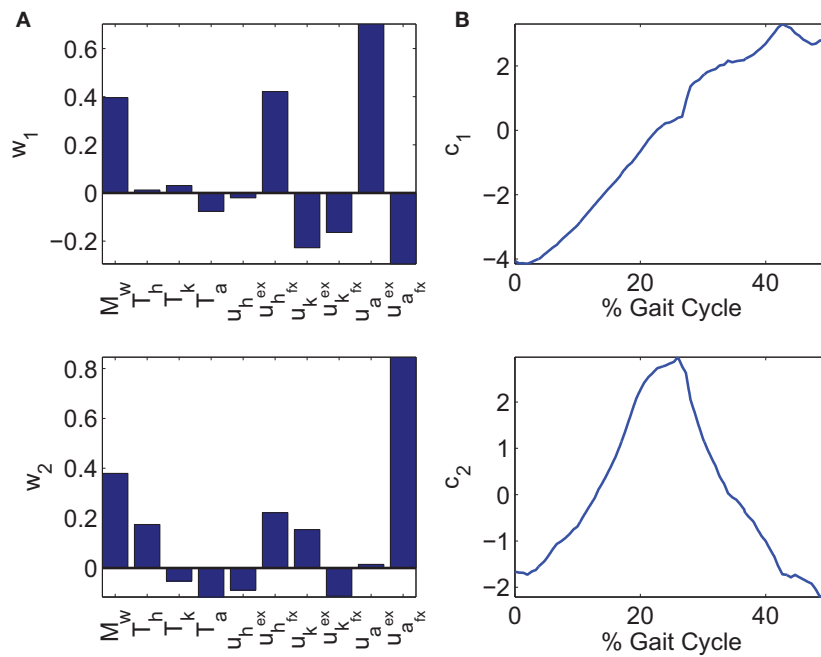 A
B
w1
0.6
0.4
0.2
0
−0.2
Mw
Th
Tk
Ta
uhex
uhfx
ukex
ukfx
uaex
uafx
c1
2
0
−2
−4
0
20
40
% Gait Cycle
w2
0.8
0.6
0.4
0.2
0
Mw
Th
Tk
Ta
uhex
uhfx
ukex
ukfx
uaex
uafx
c2
2
1
0
−1
−2
0
20
40
% Gait Cycle